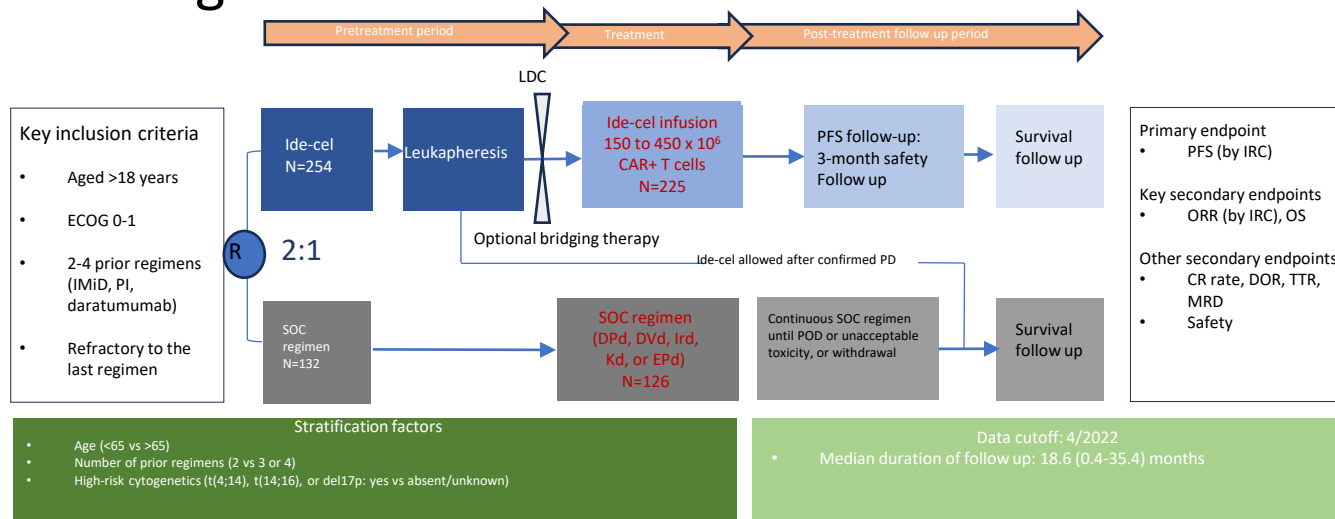 Pretreatment period
Treatment
Post-treatment follow up period
LDC
Key inclusion criteria
• Aged >18 years
• ECOG 0-1
• 2-4 prior regimens
(IMiD, PI,
daratumumab)
• Refractory to the
last regimen
R
2:1
Ide-cel
N=254
Leukapheresis
Ide-cel infusion
150 to 450 x 10⁶
CAR+ T cells
N=225
PFS follow-up:
3-month safety
Follow up
Survival
follow up
Optional bridging therapy
Ide-cel allowed after confirmed PD
SOC
regimen
N=132
SOC regimen
(DPd, DVd, Ird,
Kd, or EPd)
N=126
Continuous SOC regimen
until POD or unacceptable
toxicity, or withdrawal
Survival
follow up
Primary endpoint
• PFS (by IRC)
Key secondary endpoints
• ORR (by IRC), OS
Other secondary endpoints
• CR rate, DOR, TTR,
MRD
• Safety
Stratification factors
• Age (<65 vs >65)
• Number of prior regimens (2 vs 3 or 4)
• High-risk cytogenetics (t(4;14), t(14;16), or del17p: yes vs absent/unknown)
Data cutoff: 4/2022
• Median duration of follow up: 18.6 (0.4-35.4) months